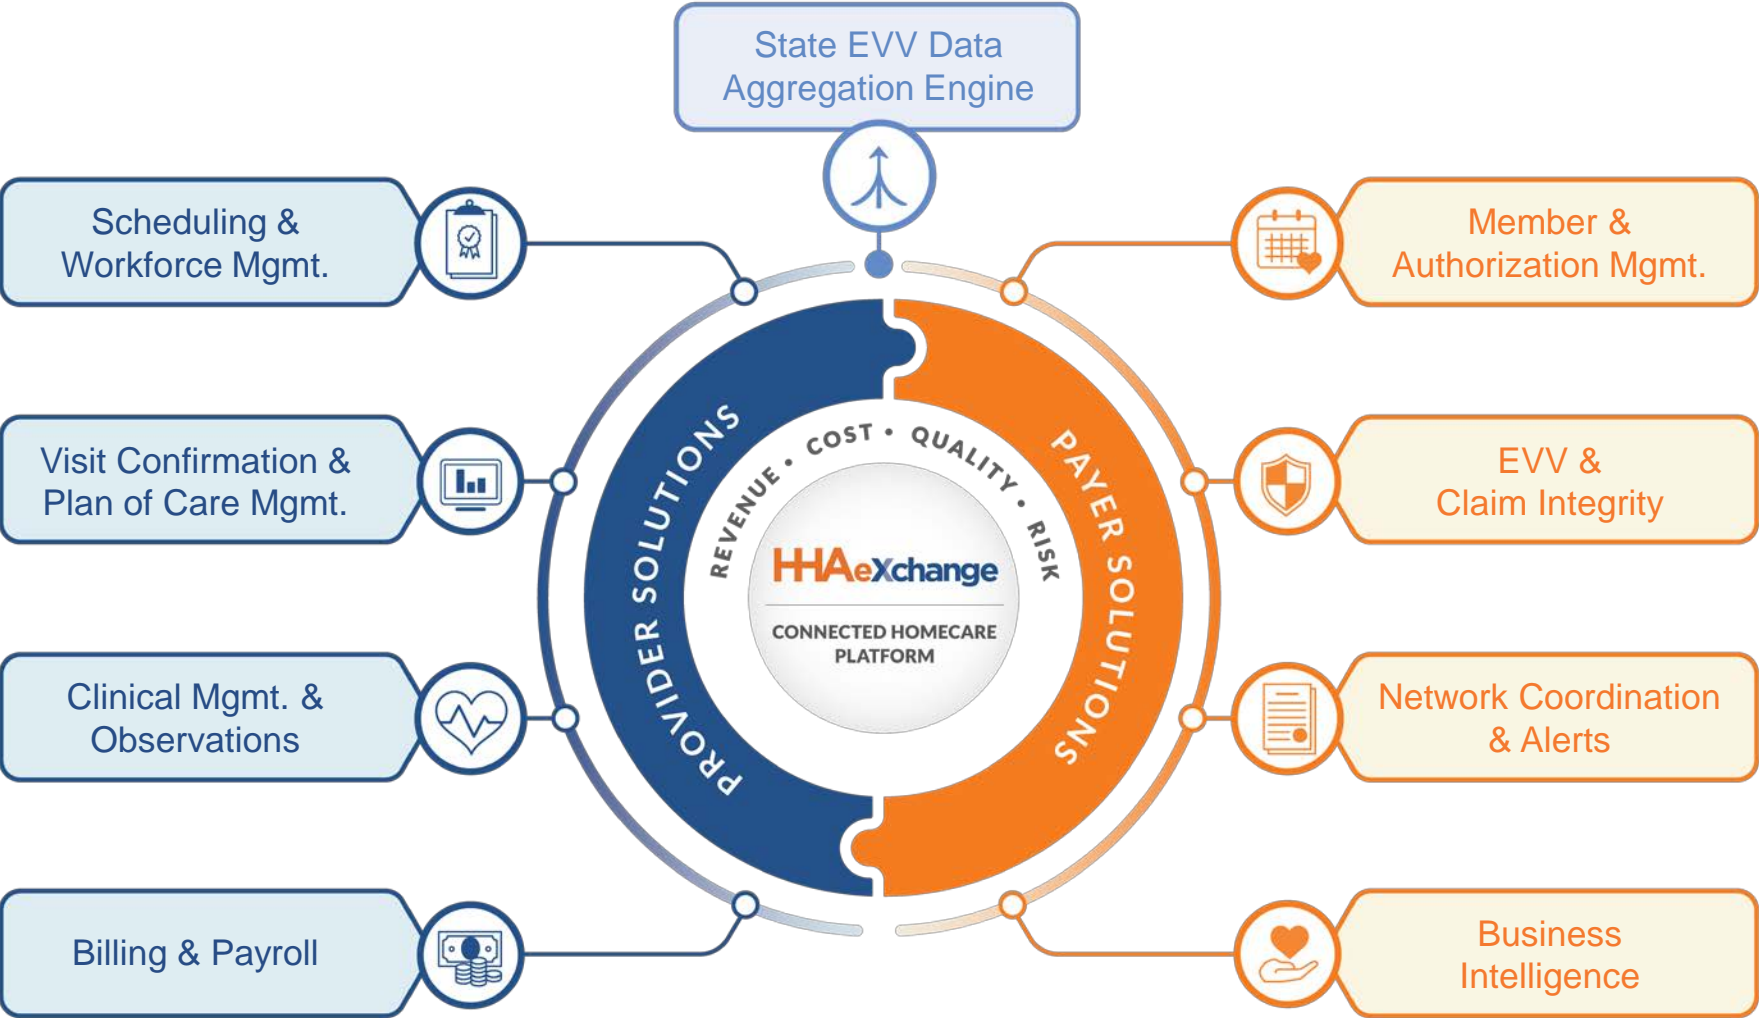 State EVV Data
Aggregation Engine
Scheduling &
Workforce Mgmt.
Visit Confirmation &
Plan of Care Mgmt.
Clinical Mgmt. &
Observations
Billing & Payroll
PROVIDER SOLUTIONS
REVENUE • COST • QUALITY • RISK
HHAeXchange
CONNECTED HOMECARE
PLATFORM
PAYER SOLUTIONS
Member &
Authorization Mgmt.
EVV &
Claim Integrity
Network Coordination
& Alerts
Business
Intelligence